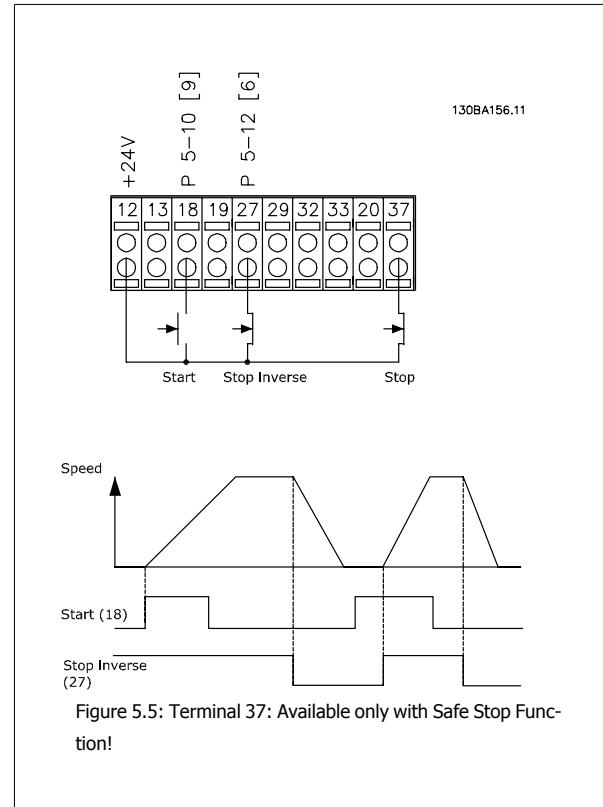 130BA156.11
+24V
P 5-10 [9]
P 5-12 [6]
12 13 18 19 27 29 32 33 20 37
Start Stop Inverse Stop
Speed
Start (18)
Stop Inverse
(27)
Figure 5.5: Terminal 37: Available only with Safe Stop Func-
tion!